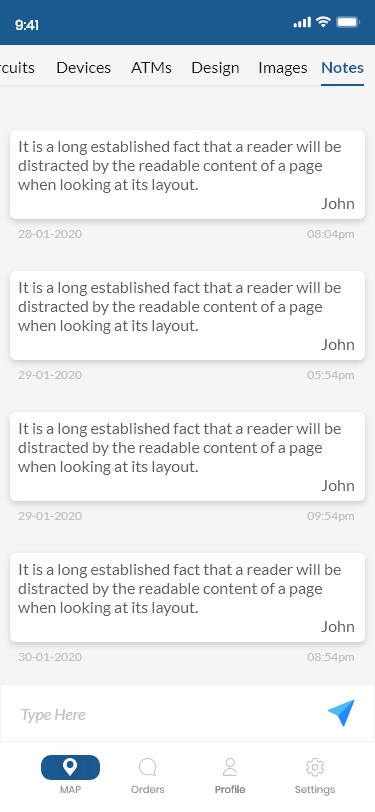 9:41
rcuits Devices ATMs Design Images Notes
It is a long established fact that a reader will be
distracted by the readable content of a page
when looking at its layout.
John
28-01-2020 08:04pm
It is a long established fact that a reader will be
distracted by the readable content of a page
when looking at its layout.
John
29-01-2020 05:54pm
It is a long established fact that a reader will be
distracted by the readable content of a page
when looking at its layout.
John
29-01-2020 09:54pm
It is a long established fact that a reader will be
distracted by the readable content of a page
when looking at its layout.
John
30-01-2020 08:54pm
Type Here
MAP Orders Profile Settings